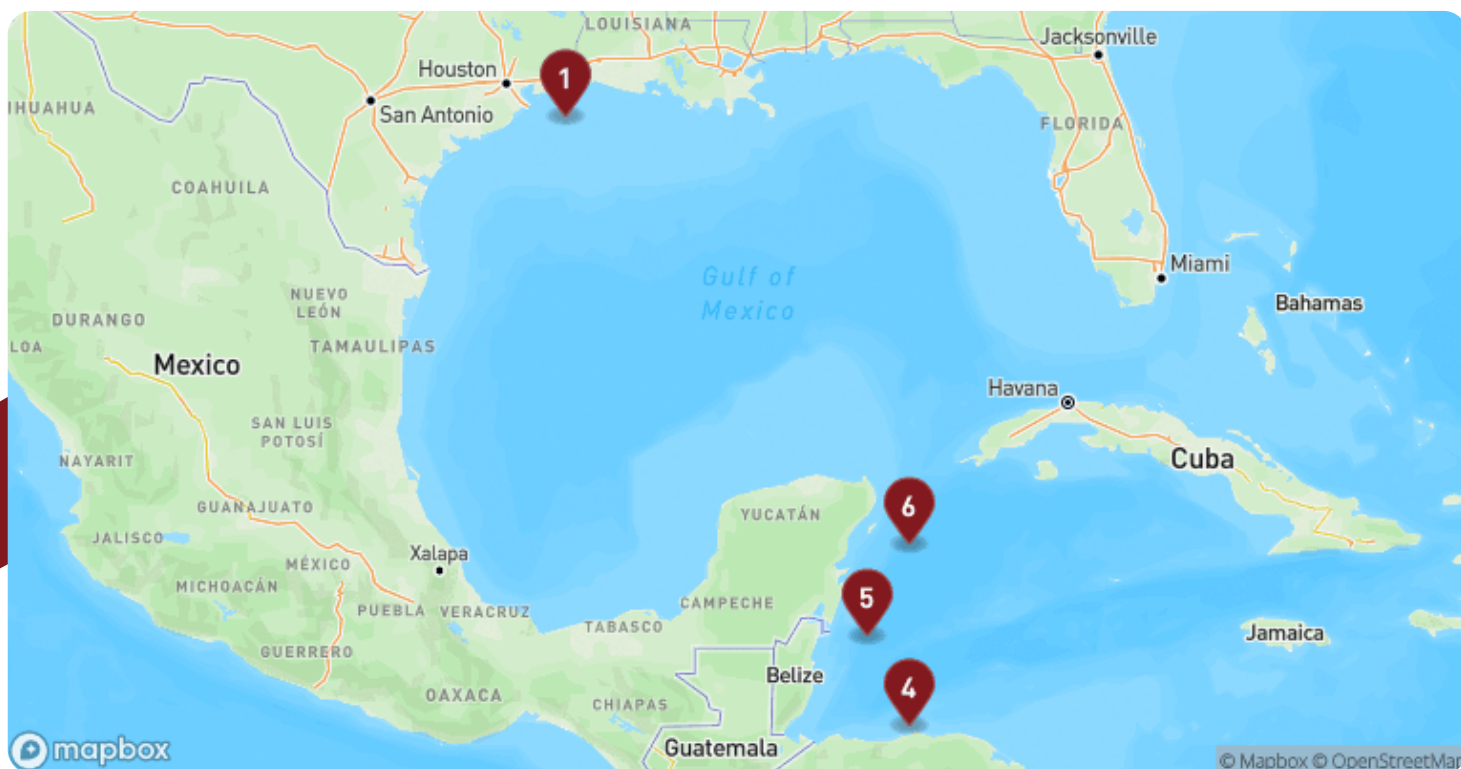 LOUISIANA
Jacksonville
Houston
1
San Antonio
IHUAHUA
FLORIDA
COAHUILA
Gulf of
Mexico
Miami
NUEVO
LEÓN
Bahamas
DURANGO
LOA
TAMAULIPAS
Mexico
Havana
SAN LUIS
POTOSÍ
NAYARIT
Cuba
GUANAJUATO
YUCATÁN
6
JALISCO
Xalapa
MÉXICO
MICHOACÁN
PUEBLA
VERACRUZ
CAMPECHE
5
TABASCO
Jamaica
GUERRERO
Belize
OAXACA
CHIAPAS
4
Guatemala
mapbox
© Mapbox © OpenStreetMap